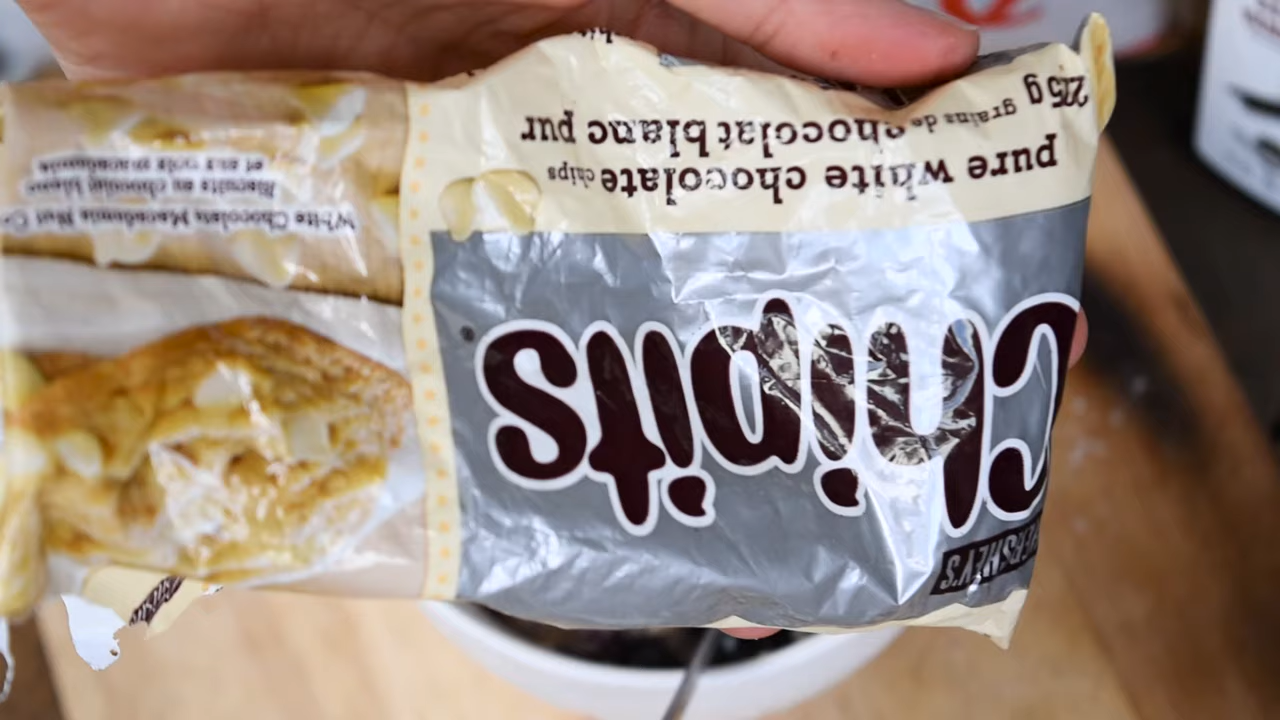 HERSHEY'S
Chipits®
pure white chocolate chips
grains de chocolat blanc pur
225 g
White Chocolate Macadamia Nut
Biscuits au chocolat blanc
et aux noix macadamia